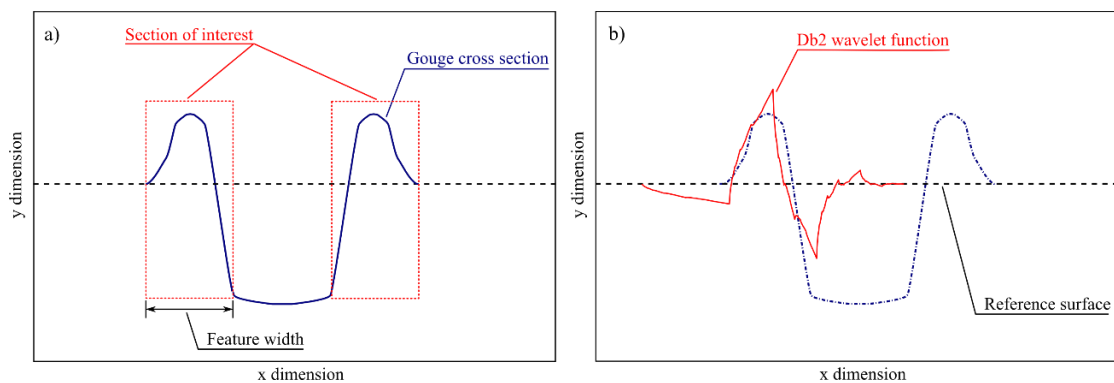 a)
Section of interest
Gouge cross section
Feature width
y dimension
x dimension
b)
Db2 wavelet function
Reference surface
y dimension
x dimension